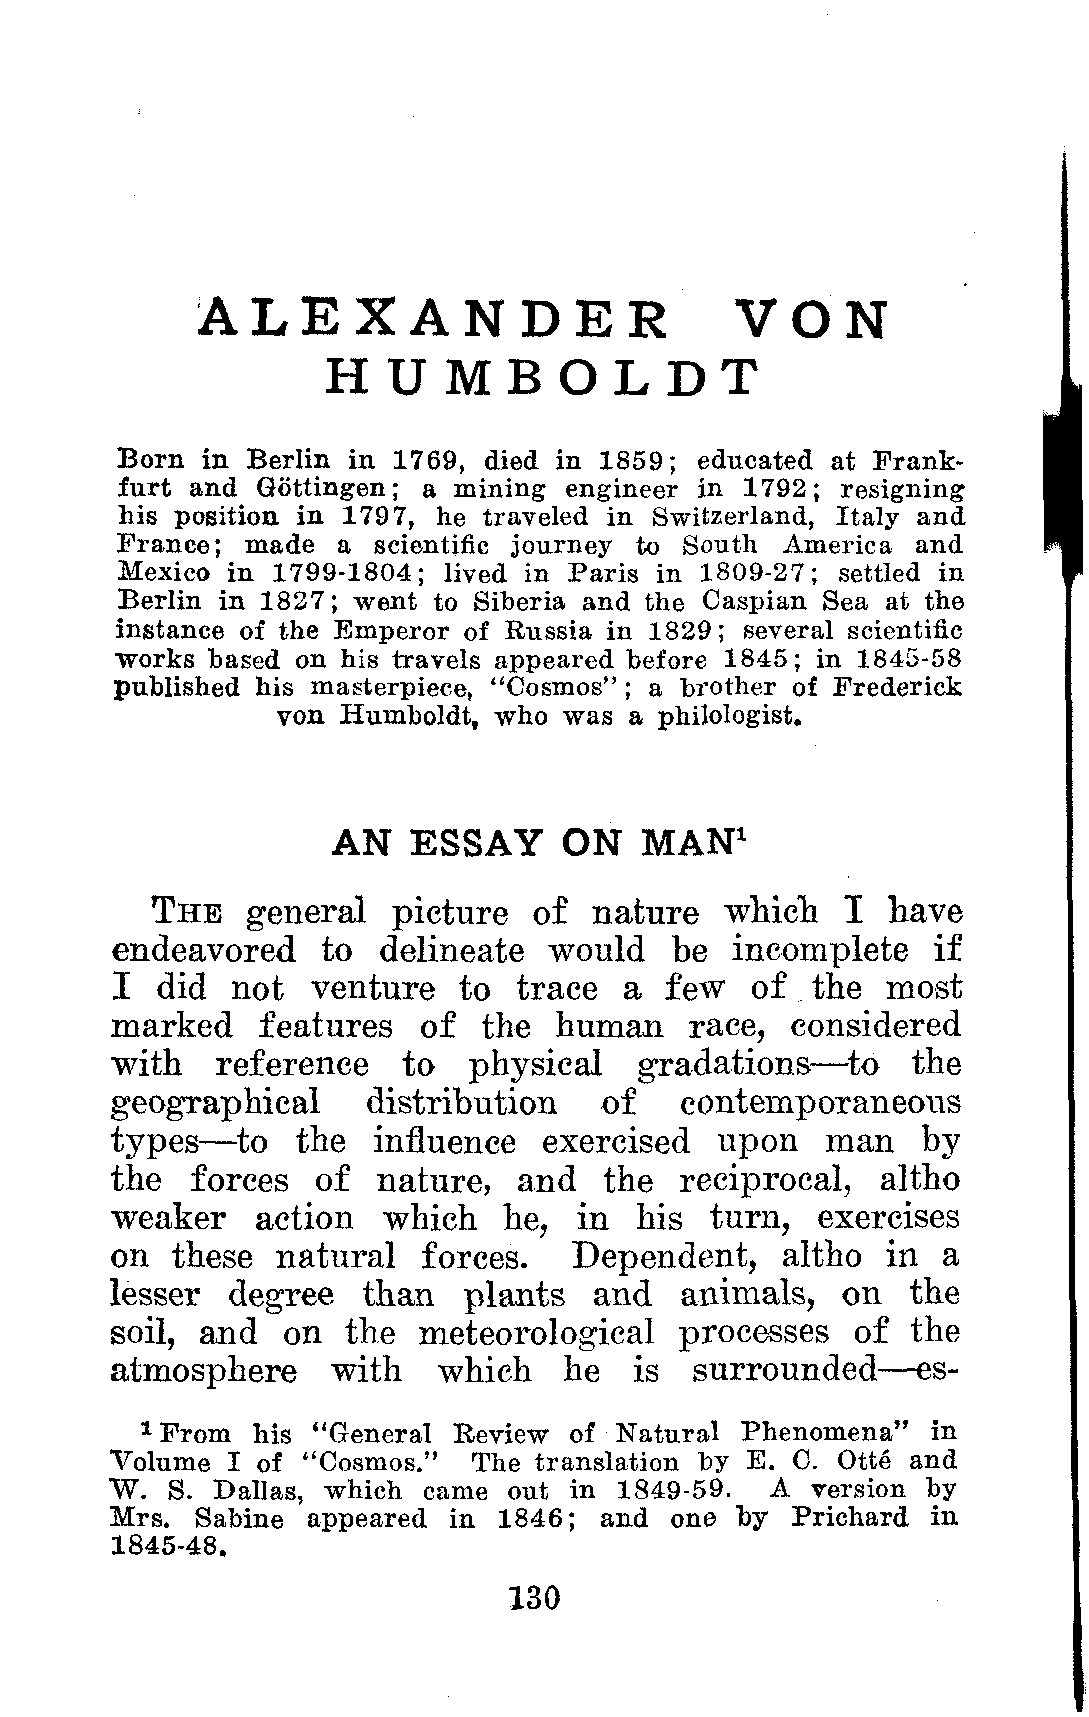 ALEXANDER VON
HUMBOLDT
Born in Berlin in 1769, died in 1859; educated at Frank-
furt and Göttingen; a mining engineer in 1792; resigning
his position in 1797, he traveled in Switzerland, Italy and
France; made a scientific journey to South America and
Mexico in 1799-1804; lived in Paris in 1809-27; settled in
Berlin in 1827; went to Siberia and the Caspian Sea at the
instance of the Emperor of Russia in 1829; several scientific
works based on his travels appeared before 1845; in 1845-58
published his masterpiece, "Cosmos"; a brother of Frederick
von Humboldt, who was a philologist.
AN ESSAY ON MAN¹
THE general picture of nature which I have
endeavored to delineate would be incomplete if
I did not venture to trace a few of the most
marked features of the human race, considered
with reference to physical gradations—to the
geographical distribution of contemporaneous
types—to the influence exercised upon man by
the forces of nature, and the reciprocal, altho
weaker action which he, in his turn, exercises
on these natural forces. Dependent, altho in a
lesser degree than plants and animals, on the
soil, and on the meteorological processes of the
atmosphere with which he is surrounded—es-
¹ From his "General Review of Natural Phenomena" in
Volume I of "Cosmos." The translation by E. C. Otté and
W. S. Dallas, which came out in 1849-59. A version by
Mrs. Sabine appeared in 1846; and one by Prichard in
1845-48.
130